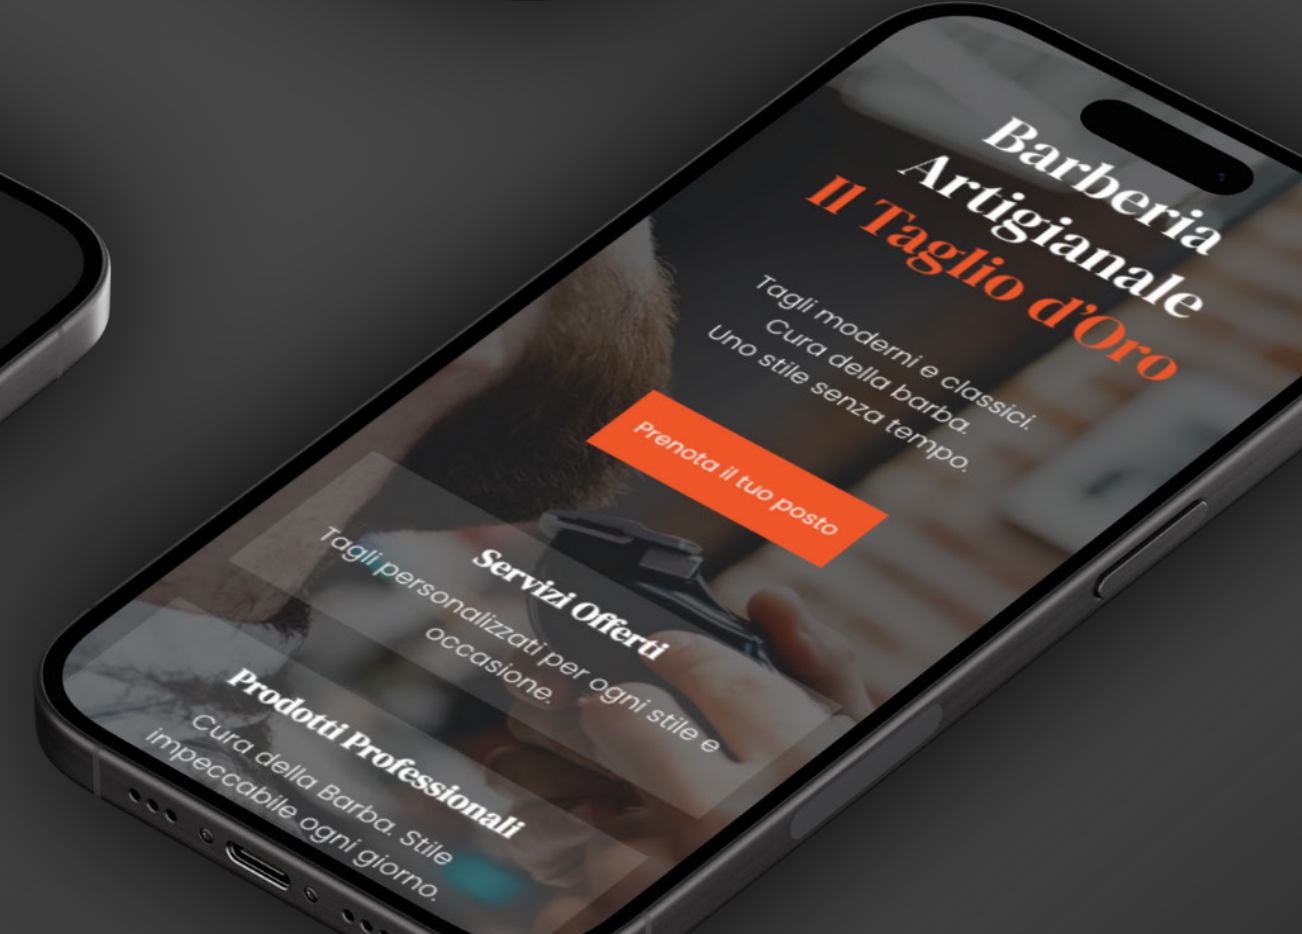 Barberia
Artigianale
Il Taglio d'Oro
Tagli moderni e classici.
Cura della barba.
Uno stile senza tempo.
Prenota il tuo posto
Servizi Offerti
Tagli personalizzati per ogni stile e
occasione.
Prodotti Professionali
Cura della Barba. Stile
impeccabile ogni giorno.